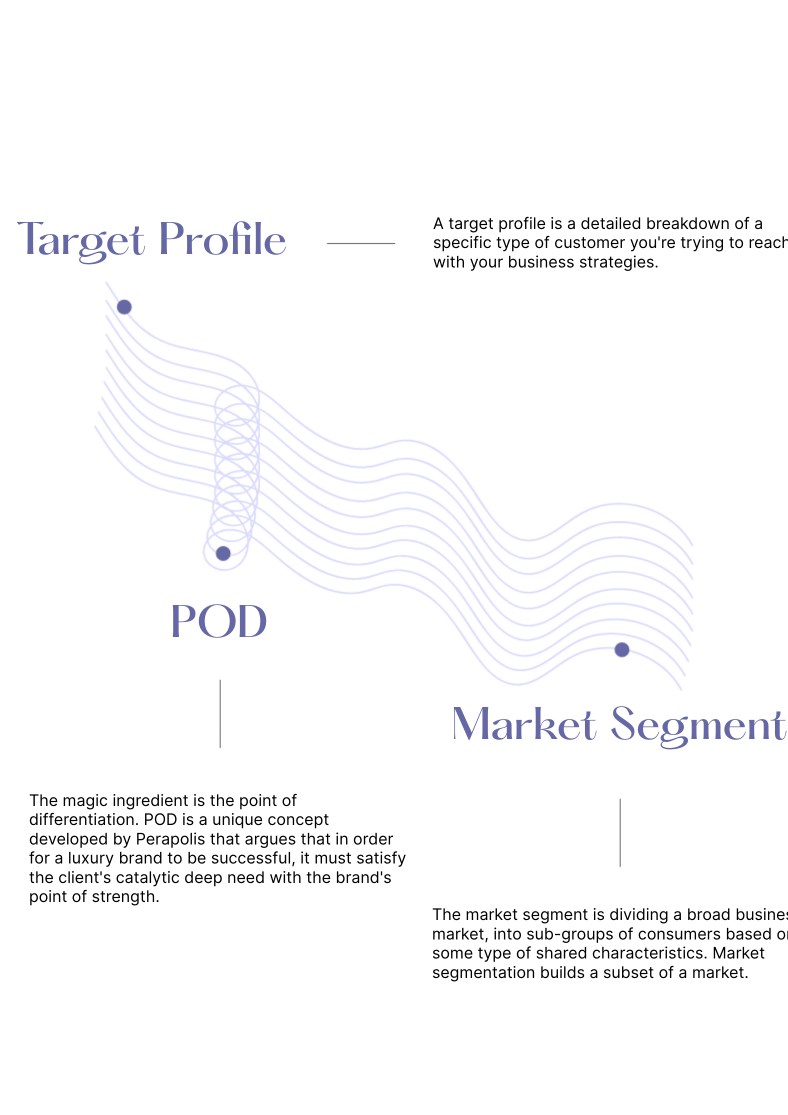 Target Profile
A target profile is a detailed breakdown of a
specific type of customer you're trying to reach
with your business strategies.
POD
Market Segment
The magic ingredient is the point of
differentiation. POD is a unique concept
developed by Perapolis that argues that in order
for a luxury brand to be successful, it must satisfy
the client's catalytic deep need with the brand's
point of strength.
The market segment is dividing a broad busines
market, into sub-groups of consumers based on
some type of shared characteristics. Market
segmentation builds a subset of a market.